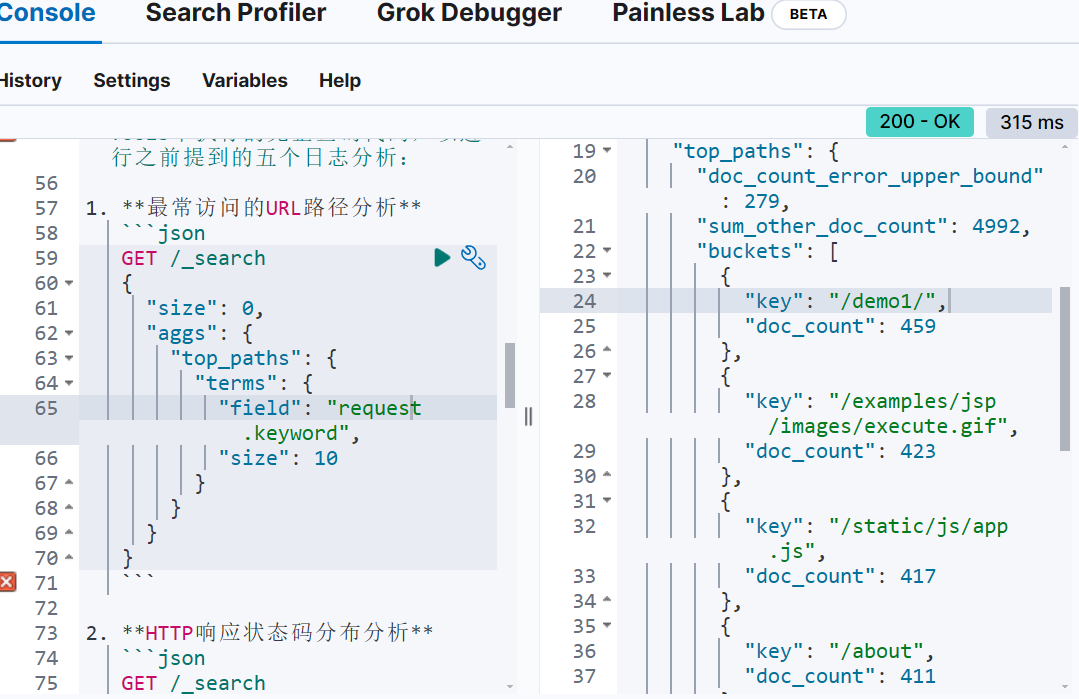 Console Search Profiler Grok Debugger Painless Lab BETA
History Settings Variables Help
200 - OK 315 ms
行之前提到的五个日志分析：
56
57 1. **最常访问的URL路径分析**
58 ```json
59 GET /_search
60 {
61 "size": 0,
62 "aggs": {
63 "top_paths": {
64 "terms": {
65 "field": "request
.keyword",
66 "size": 10
67 }
68 }
69 }
70 }
71 ```
72
73 2. **HTTP响应状态码分布分析**
74 ```json
75 GET /_search
19 "top_paths": {
20 "doc_count_error_upper_bound"
: 279,
21 "sum_other_doc_count": 4992,
22 "buckets": [
23 {
24 "key": "/demo1/",
25 "doc_count": 459
26 },
27 {
28 "key": "/examples/jsp
/images/execute.gif",
29 "doc_count": 423
30 },
31 {
32 "key": "/static/js/app
.js",
33 "doc_count": 417
34 },
35 {
36 "key": "/about",
37 "doc_count": 411